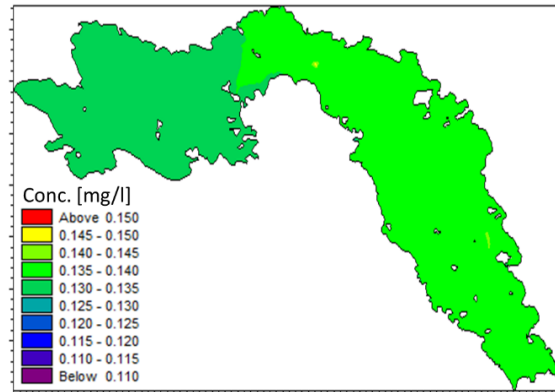 Conc. [mg/l]
Above 0.150
0.145 - 0.150
0.140 - 0.145
0.135 - 0.140
0.130 - 0.135
0.125 - 0.130
0.120 - 0.125
0.115 - 0.120
0.110 - 0.115
Below 0.110